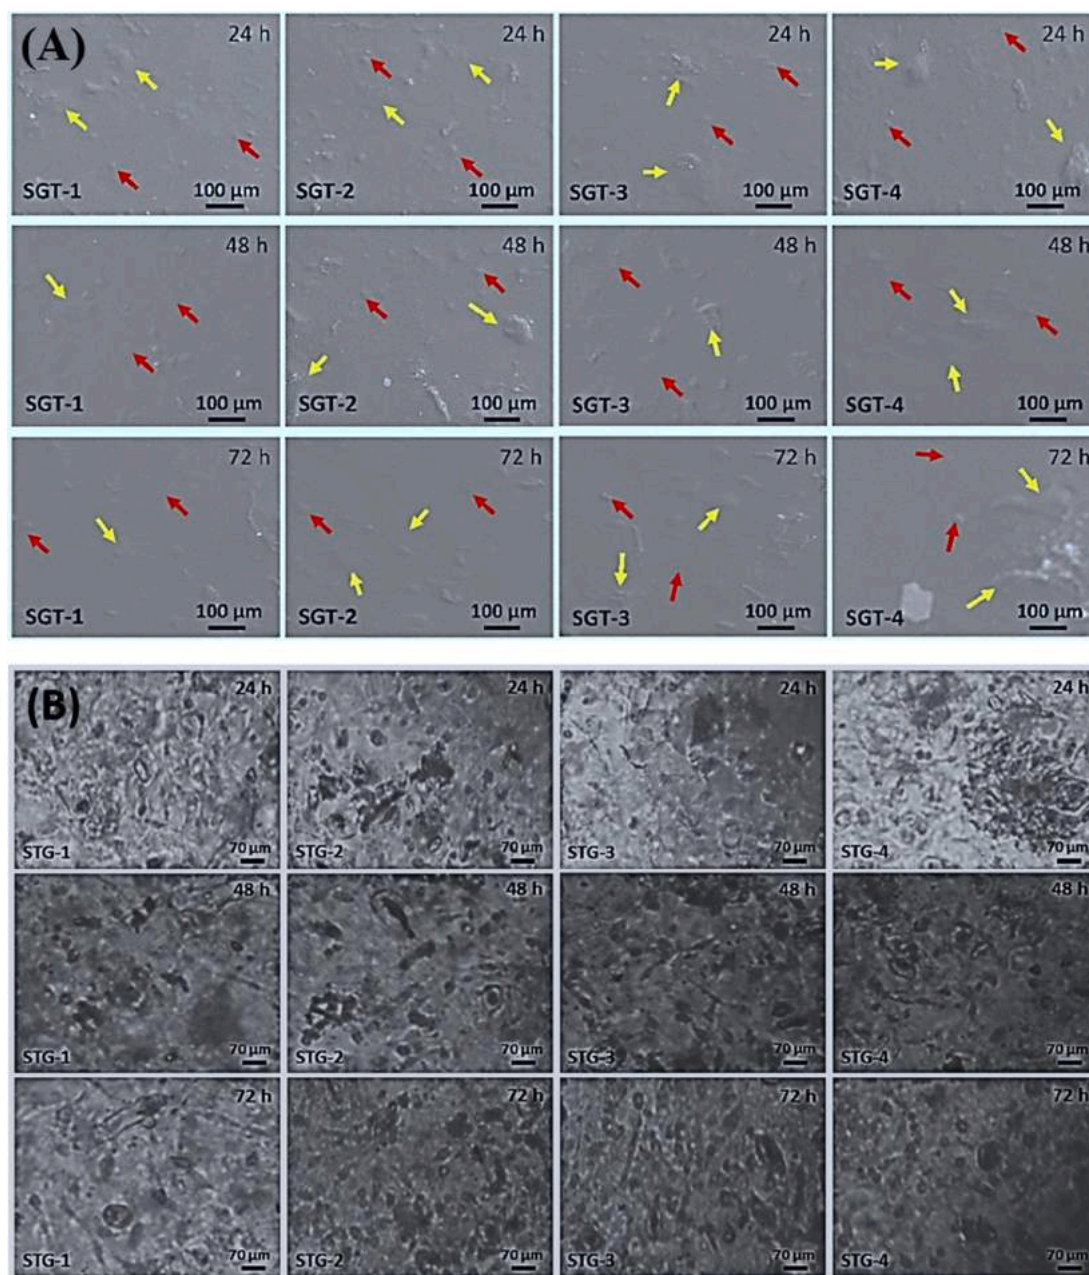 (A)
24 h
SGT-1
100 µm
24 h
SGT-2
100 µm
24 h
SGT-3
100 µm
24 h
SGT-4
100 µm
48 h
SGT-1
100 µm
48 h
SGT-2
100 µm
48 h
SGT-3
100 µm
48 h
SGT-4
100 µm
72 h
SGT-1
100 µm
72 h
SGT-2
100 µm
72 h
SGT-3
100 µm
72 h
SGT-4
100 µm
(B)
24 h
STG-1
70 µm
24 h
STG-2
70 µm
24 h
STG-3
70 µm
24 h
STG-4
70 µm
48 h
STG-1
70 µm
48 h
STG-2
70 µm
48 h
STG-3
70 µm
48 h
STG-4
70 µm
72 h
STG-1
70 µm
72 h
STG-2
70 µm
72 h
STG-3
70 µm
72 h
STG-4
70 µm